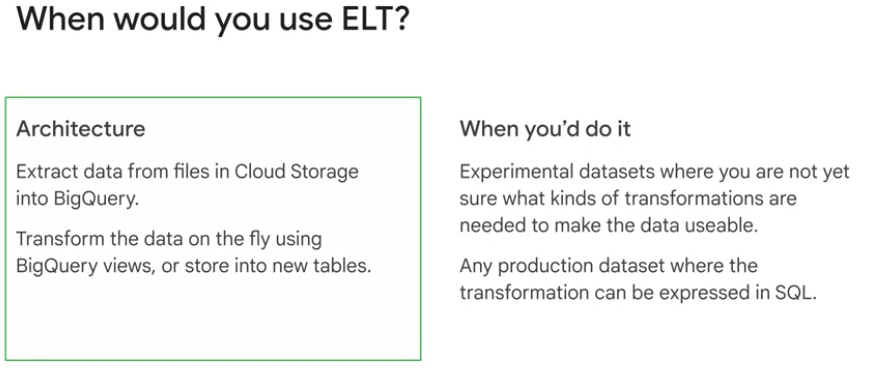 When would you use ELT?
Architecture
Extract data from files in Cloud Storage
into BigQuery.
Transform the data on the fly using
BigQuery views, or store into new tables.
When you’d do it
Experimental datasets where you are not yet
sure what kinds of transformations are
needed to make the data useable.
Any production dataset where the
transformation can be expressed in SQL.